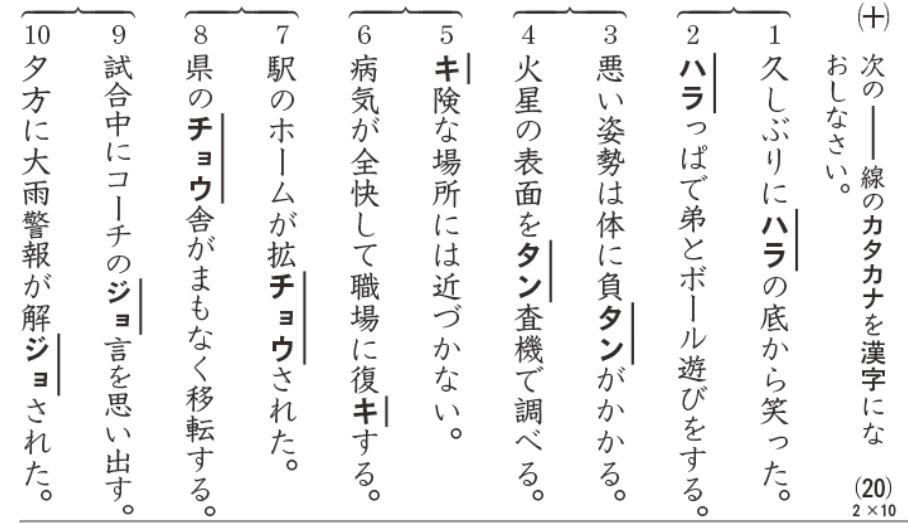 (十) 次の━━線のカタカナを漢字にな
おしなさい。
(20)
2×10
1 久しぶりにハラの底から笑った。
2 ハラっぱで弟とボール遊びをする。
3 悪い姿勢は体に負タンがかかる。
4 火星の表面をタン査機で調べる。
5 キ険な場所には近づかない。
6 病気が全快して職場に復キする。
7 駅のホームが拡チョウされた。
8 県のチョウ舎がまもなく移転する。
9 試合中にコーチのジョ言を思い出す。
10 夕方に大雨警報が解ジョされた。